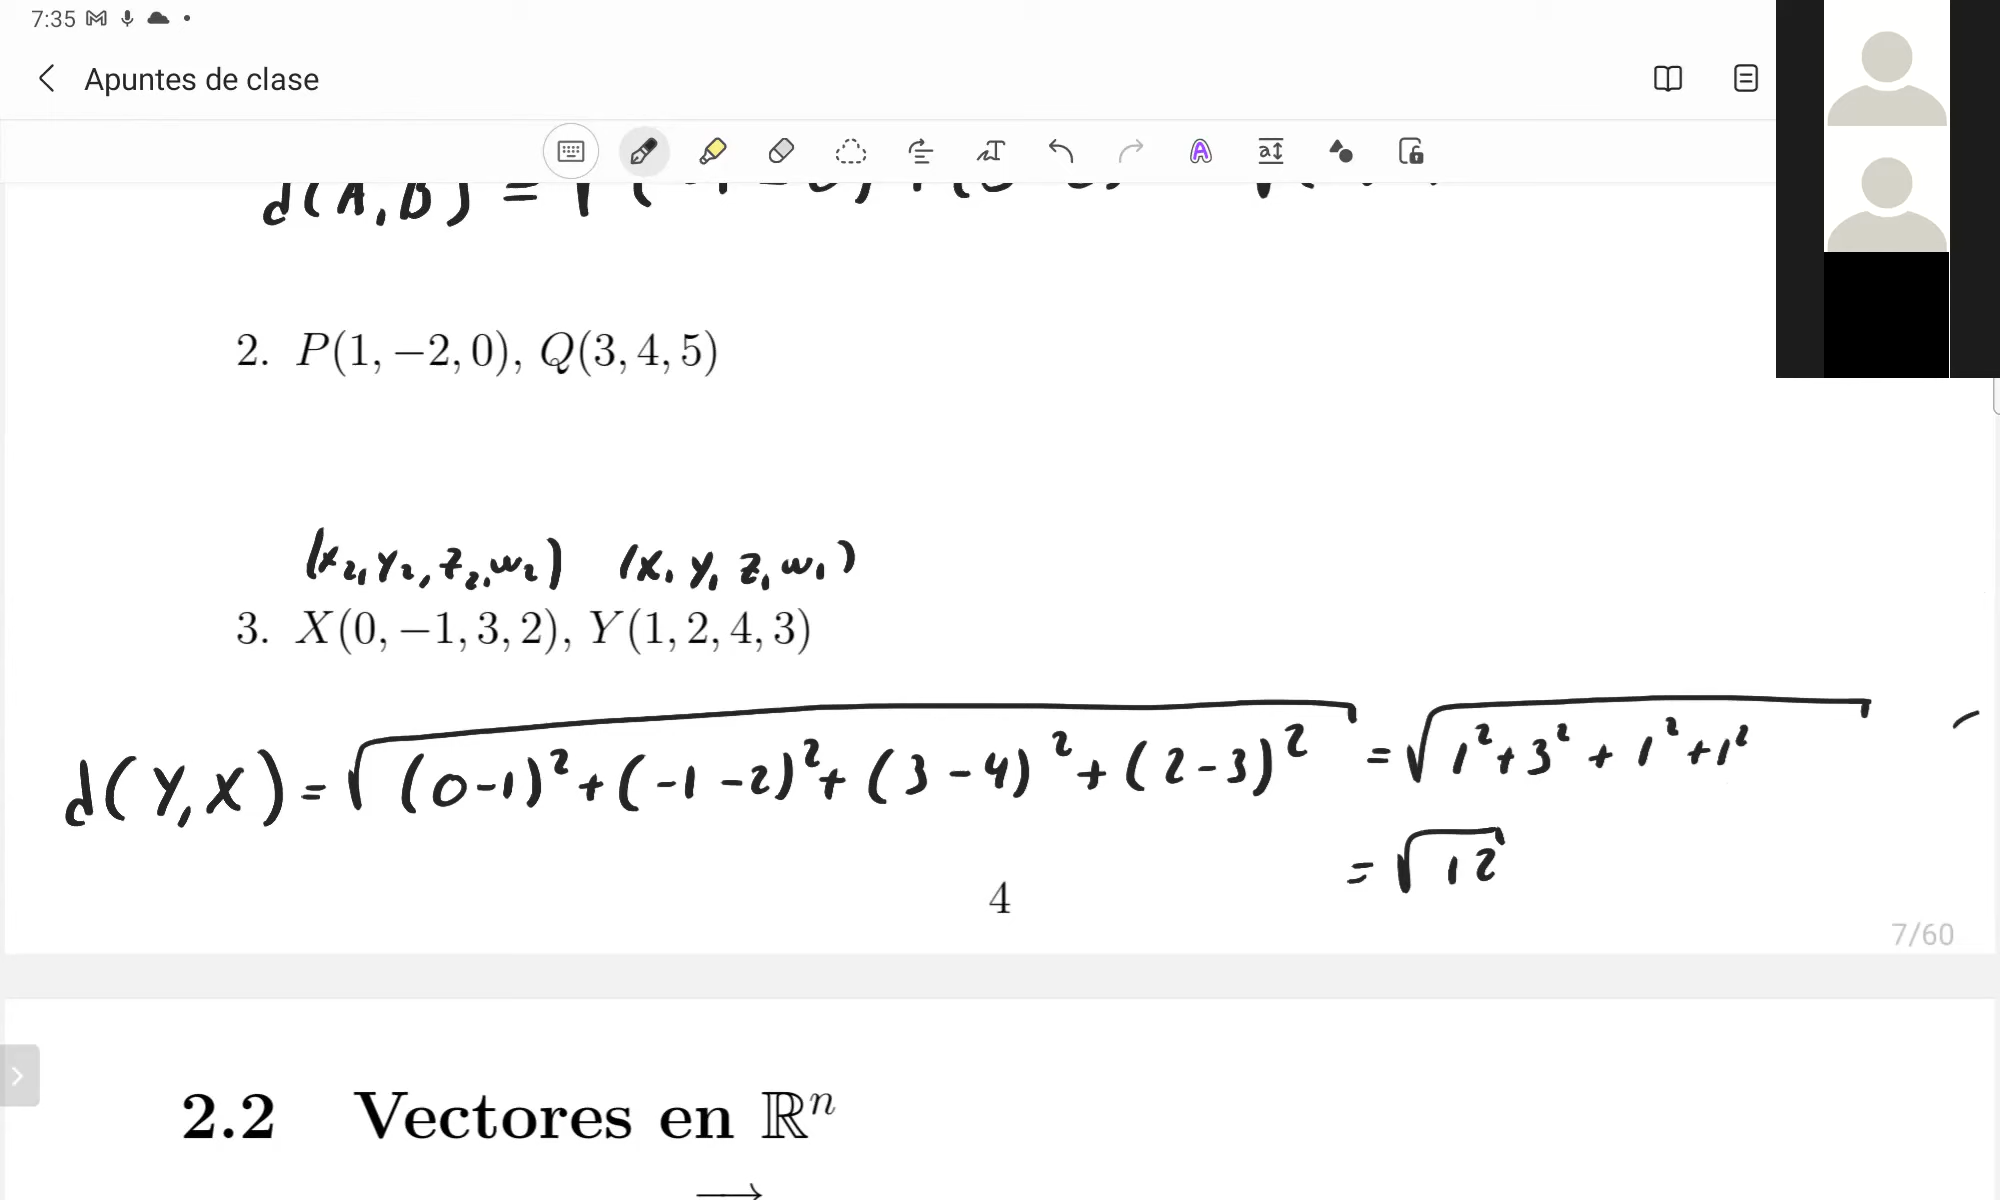 7:35
Apuntes de clase
d(A,B) =
2. P(1, −2, 0), Q(3, 4, 5)
(x₂, y₂, z₂, w₂) (x₁ y₁ z₁ w₁)
3. X(0, −1, 3, 2), Y(1, 2, 4, 3)
d(Y,X) = √((0-1)² + (-1-2)² + (3-4)² + (2-3)²) = √(1² + 3² + 1² + 1²)
= √12
4
7/60
2.2 Vectores en ℝⁿ